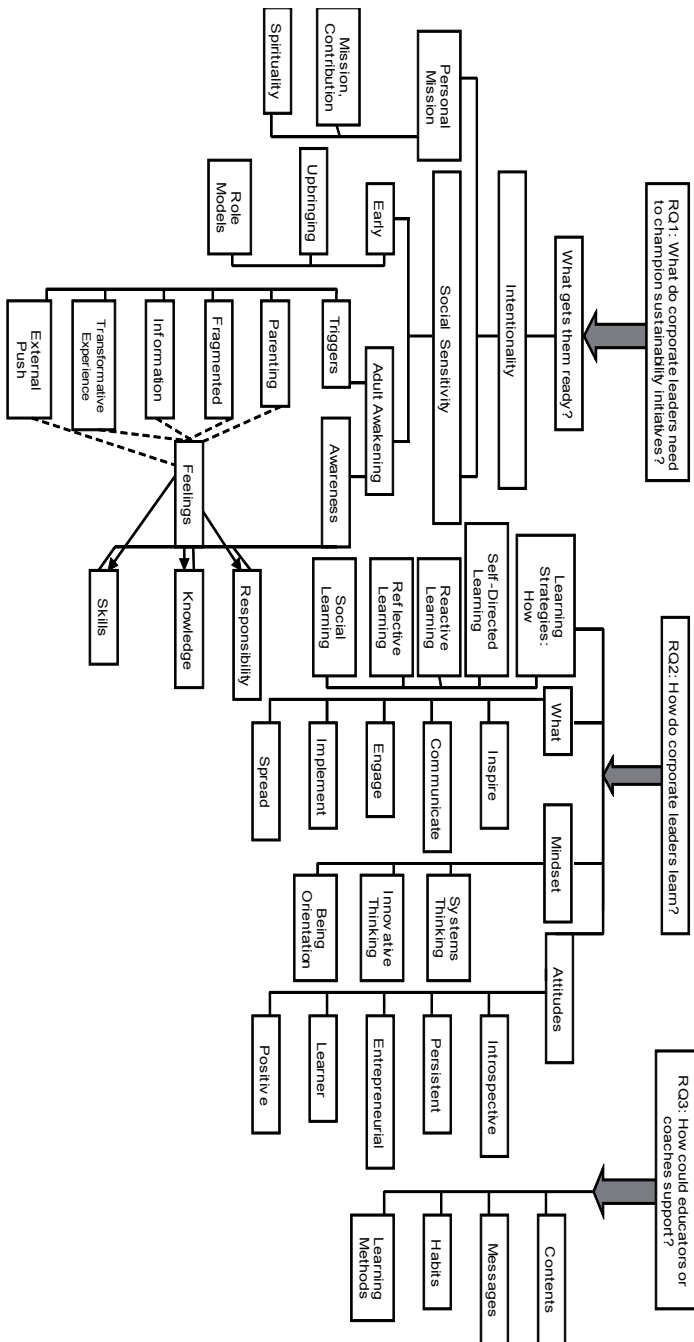 RQ1: What do corporate leaders need
to champion sustainability initiatives?
What gets them ready?
Intentionality
Personal
Mission
Mission,
Contribution
Spirituality
Social Sensitivity
Early
Upbringing
Role
Models
Adult Awakening
Triggers
Parenting
Fragmented
Information
Transformative
Experience
External
Push
Awareness
Feelings
Responsibility
Knowledge
Skills
RQ2: How do corporate leaders learn?
Learning
Strategies:
How
Self-Directed
Learning
Reactive
Learning
Reflective
Learning
Social
Learning
What
Inspire
Communicate
Engage
Implement
Spread
Mindset
Systems
Thinking
Innovative
Thinking
Being
Orientation
Attitudes
Introspective
Persistent
Entrepreneurial
Learner
Positive
RQ3: How could educators or
coaches support?
Contents
Messages
Habits
Learning
Methods